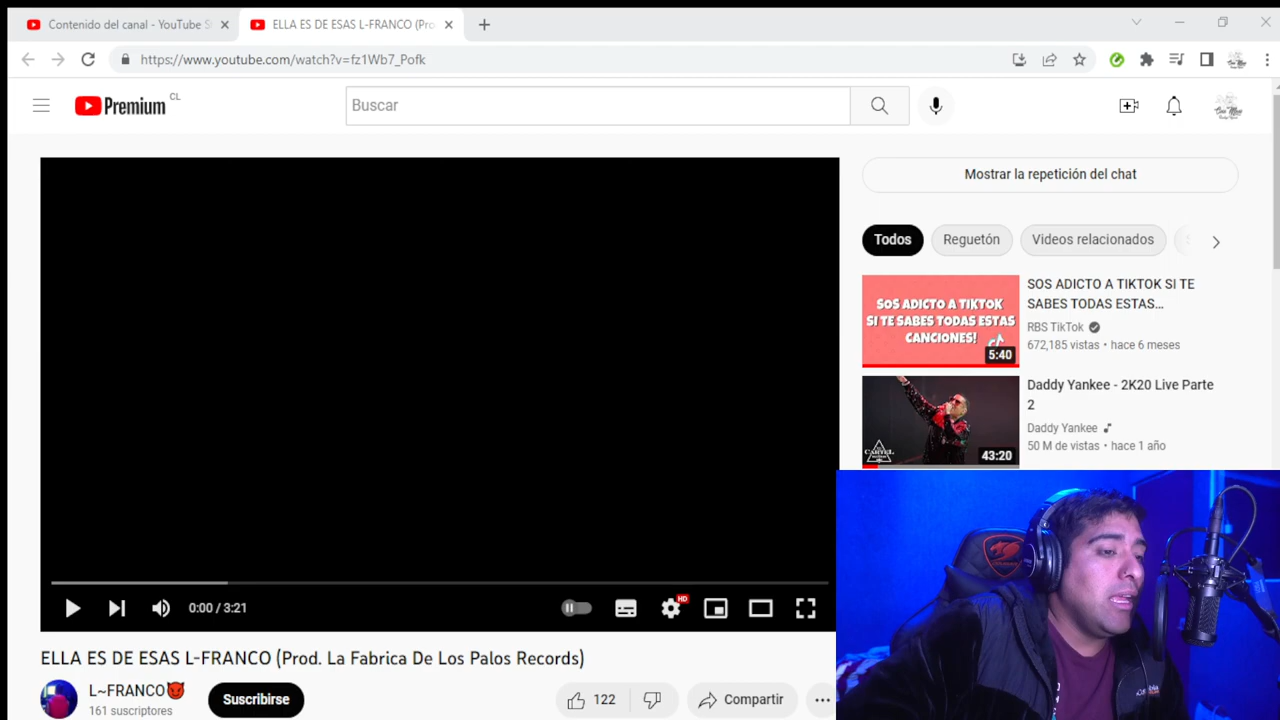 Contenido del canal - YouTube S
ELLA ES DE ESAS L-FRANCO (Pro
https://www.youtube.com/watch?v=fz1Wb7_Pofk
Premium CL
Buscar
Mostrar la repetición del chat
Todos
Reguetón
Videos relacionados
SOS ADICTO A TIKTOK
SI TE SABES TODAS ESTAS
CANCIONES!
5:40
SOS ADICTO A TIKTOK SI TE
SABES TODAS ESTAS...
RBS TikTok
672,185 vistas • hace 6 meses
CARTEL
43:20
Daddy Yankee - 2K20 Live Parte
2
Daddy Yankee
50 M de vistas • hace 1 año
0:00 / 3:21
HD
ELLA ES DE ESAS L-FRANCO (Prod. La Fabrica De Los Palos Records)
L~FRANCO😈
161 suscriptores
Suscribirse
122
Compartir